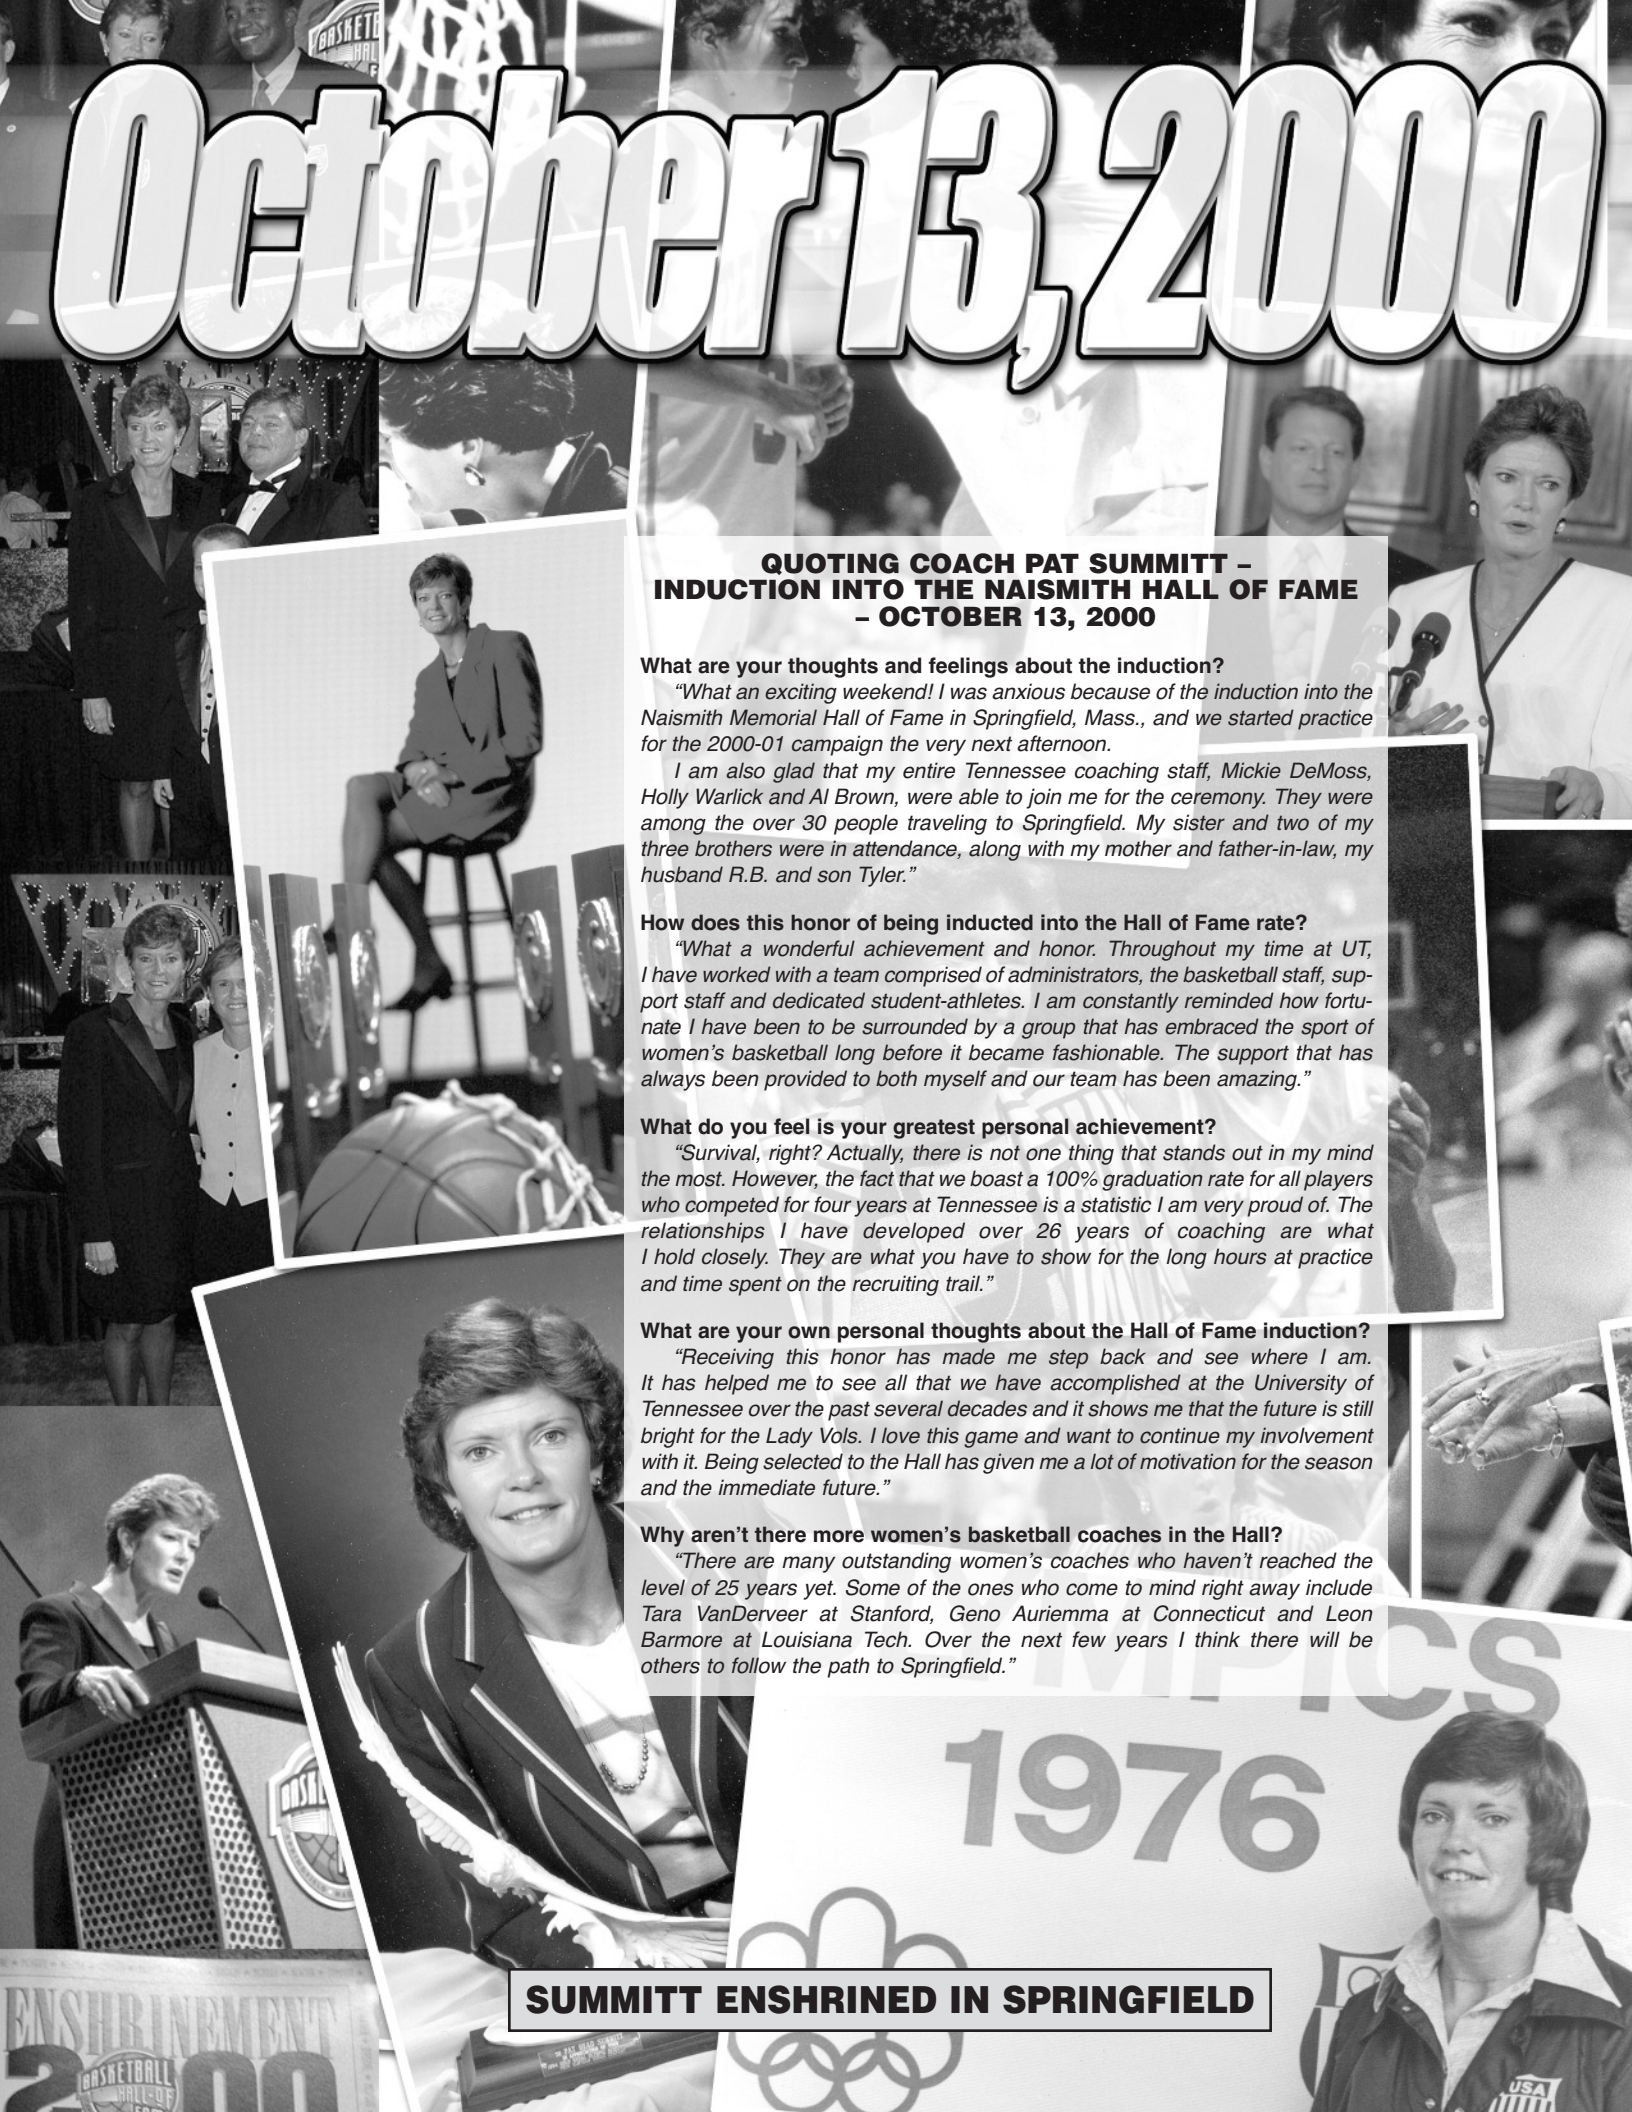 BASKETB
HAL
October 13, 2000
QUOTING COACH PAT SUMMITT –
INDUCTION INTO THE NAISMITH HALL OF FAME
– OCTOBER 13, 2000
What are your thoughts and feelings about the induction?
“What an exciting weekend! I was anxious because of the induction into the
Naismith Memorial Hall of Fame in Springfield, Mass., and we started practice
for the 2000-01 campaign the very next afternoon.
I am also glad that my entire Tennessee coaching staff, Mickie DeMoss,
Holly Warlick and Al Brown, were able to join me for the ceremony. They were
among the over 30 people traveling to Springfield. My sister and two of my
three brothers were in attendance, along with my mother and father-in-law, my
husband R.B. and son Tyler.”
How does this honor of being inducted into the Hall of Fame rate?
“What a wonderful achievement and honor. Throughout my time at UT,
I have worked with a team comprised of administrators, the basketball staff, sup-
port staff and dedicated student-athletes. I am constantly reminded how fortu-
nate I have been to be surrounded by a group that has embraced the sport of
women’s basketball long before it became fashionable. The support that has
always been provided to both myself and our team has been amazing.”
What do you feel is your greatest personal achievement?
“Survival, right? Actually, there is not one thing that stands out in my mind
the most. However, the fact that we boast a 100% graduation rate for all players
who competed for four years at Tennessee is a statistic I am very proud of. The
relationships I have developed over 26 years of coaching are what
I hold closely. They are what you have to show for the long hours at practice
and time spent on the recruiting trail.”
What are your own personal thoughts about the Hall of Fame induction?
“Receiving this honor has made me step back and see where I am.
It has helped me to see all that we have accomplished at the University of
Tennessee over the past several decades and it shows me that the future is still
bright for the Lady Vols. I love this game and want to continue my involvement
with it. Being selected to the Hall has given me a lot of motivation for the season
and the immediate future.”
Why aren’t there more women’s basketball coaches in the Hall?
“There are many outstanding women’s coaches who haven’t reached the
level of 25 years yet. Some of the ones who come to mind right away include
Tara VanDerveer at Stanford, Geno Auriemma at Connecticut and Leon
Barmore at Louisiana Tech. Over the next few years I think there will be
others to follow the path to Springfield.”
MPICS
1976
BASK
SUMMITT ENSHRINED IN SPRINGFIELD
ENSHRINEMENT
2000
BASKETBALL
HALL-OF
USA